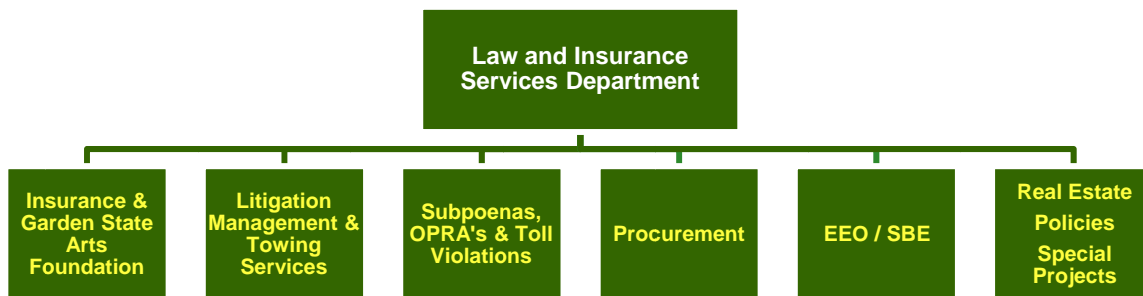 Law and Insurance
Services Department
Insurance &
Garden State
Arts
Foundation
Litigation
Management &
Towing
Services
Subpoenas,
OPRA's & Toll
Violations
Procurement
EEO / SBE
Real Estate
Policies
Special
Projects